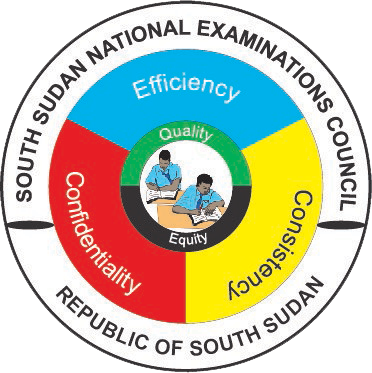 SOUTH SUDAN NATIONAL EXAMINATIONS COUNCIL
Efficiency
Quality
Confidentiality
Consistency
Equity
REPUBLIC OF SOUTH SUDAN